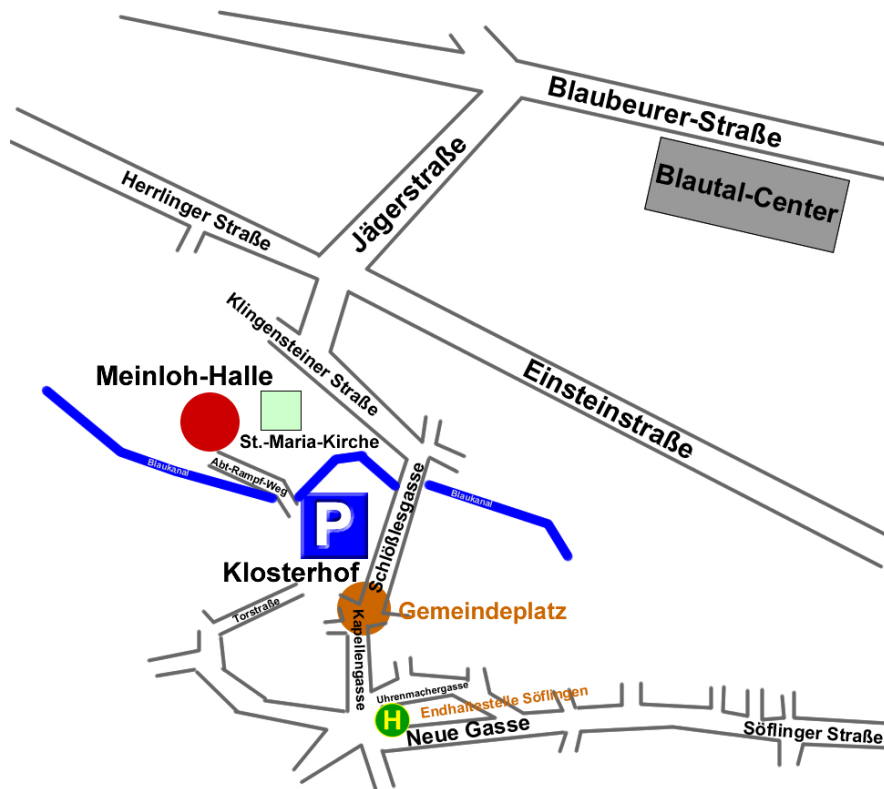 Blaubeurer-Straße
Blautal-Center
Jägerstraße
Herrlinger Straße
Klingensteiner Straße
Einsteinstraße
Meinloh-Halle
St.-Maria-Kirche
Abt-Rampf-Weg
Blaukanal
Blaukanal
P
Schlößlesgasse
Klosterhof
Torstraße
Gemeindeplatz
Kapellengasse
Uhrenmachergasse
Endhaltestelle Söflingen
H
Neue Gasse
Söflinger Straße